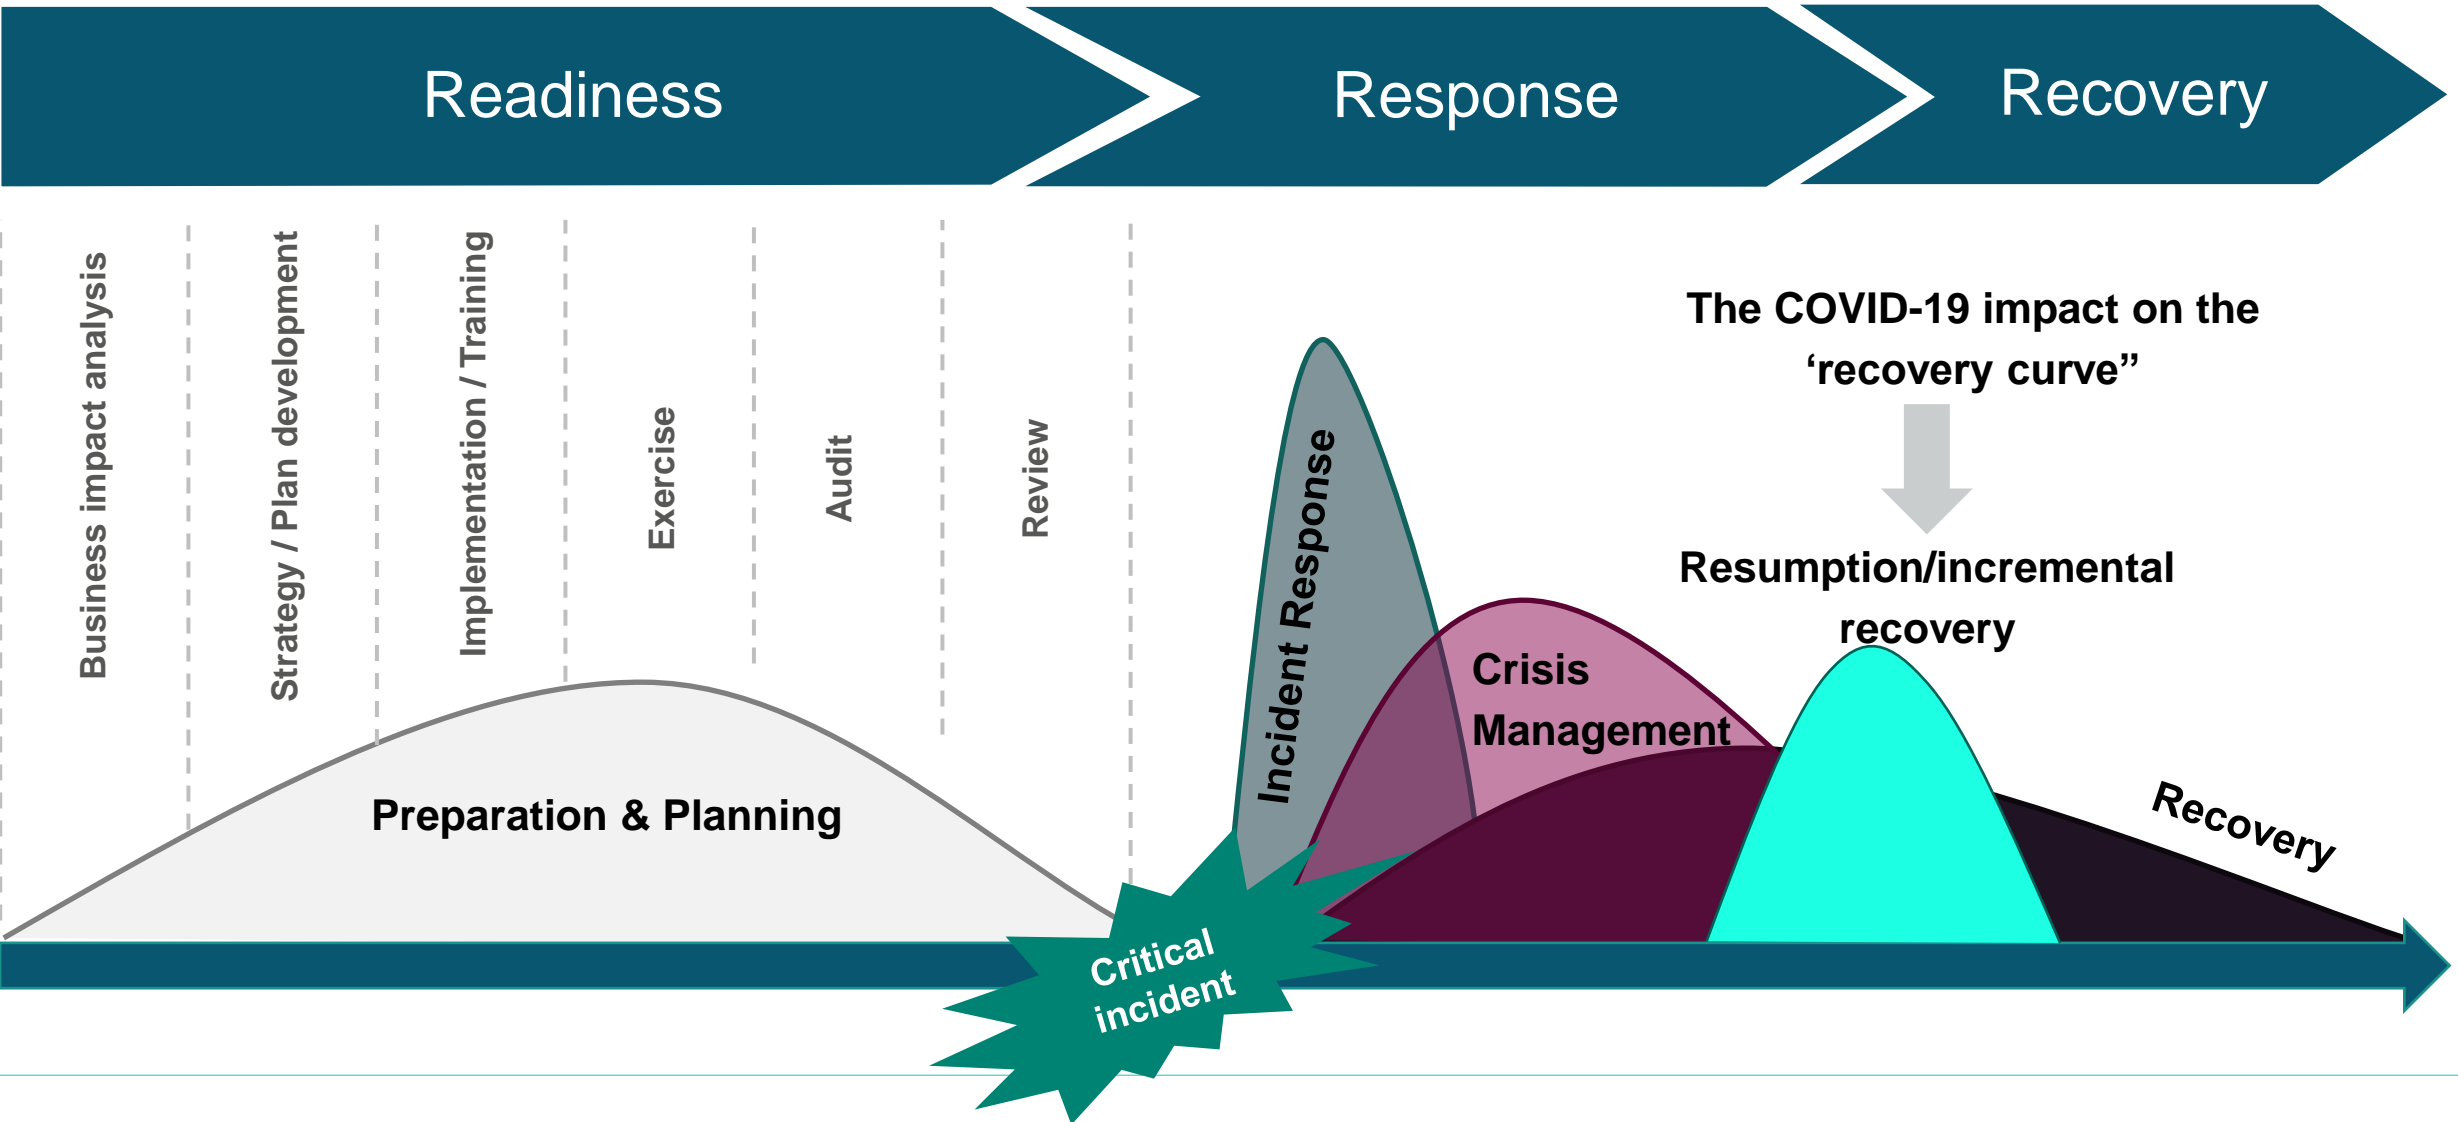 Readiness
Response
Recovery
Business impact analysis
Strategy / Plan development
Implementation / Training
Exercise
Audit
Review
Preparation & Planning
Critical
incident
Incident Response
Crisis
Management
The COVID-19 impact on the
‘recovery curve”
Resumption/incremental
recovery
Recovery